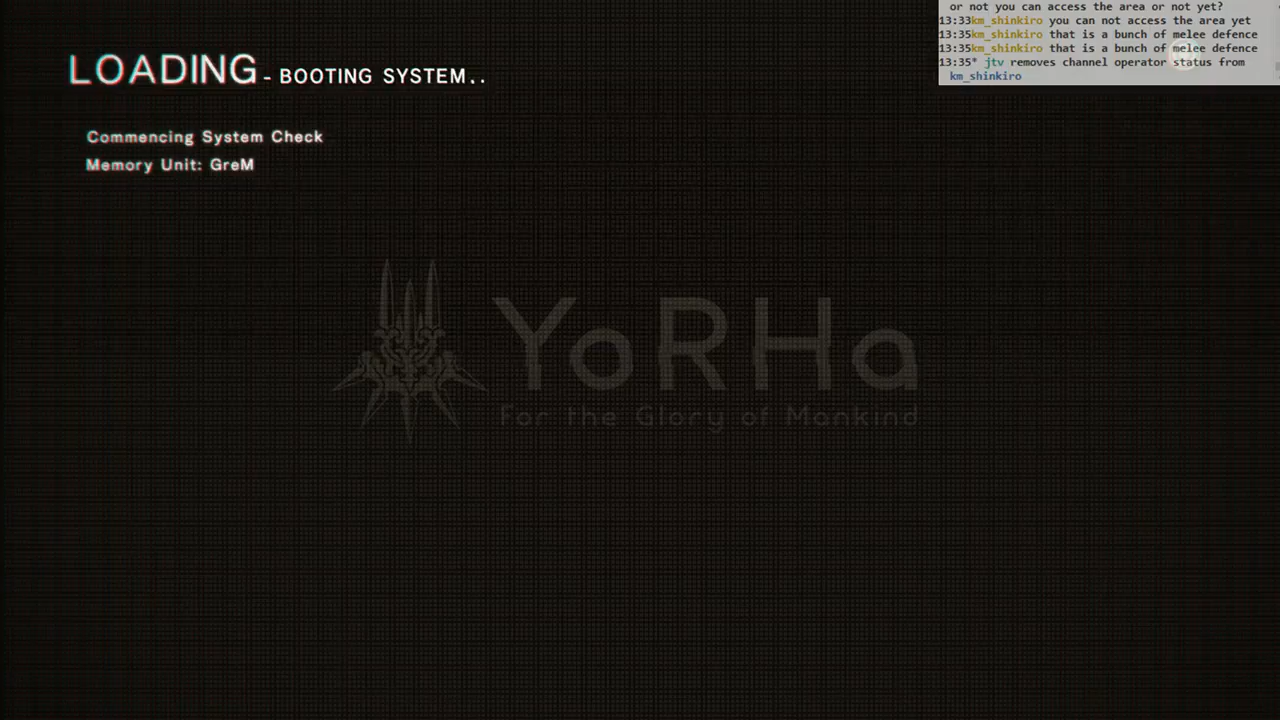 LOADING - BOOTING SYSTEM..
Commencing System Check
Memory Unit: GreM
YoRHa
For the Glory of Mankind
or not you can access the area or not yet?
13:33km_shinkiro you can not access the area yet
13:35km_shinkiro that is a bunch of melee defence
13:35km_shinkiro that is a bunch of melee defence
13:35* jtv removes channel operator status from
km_shinkiro